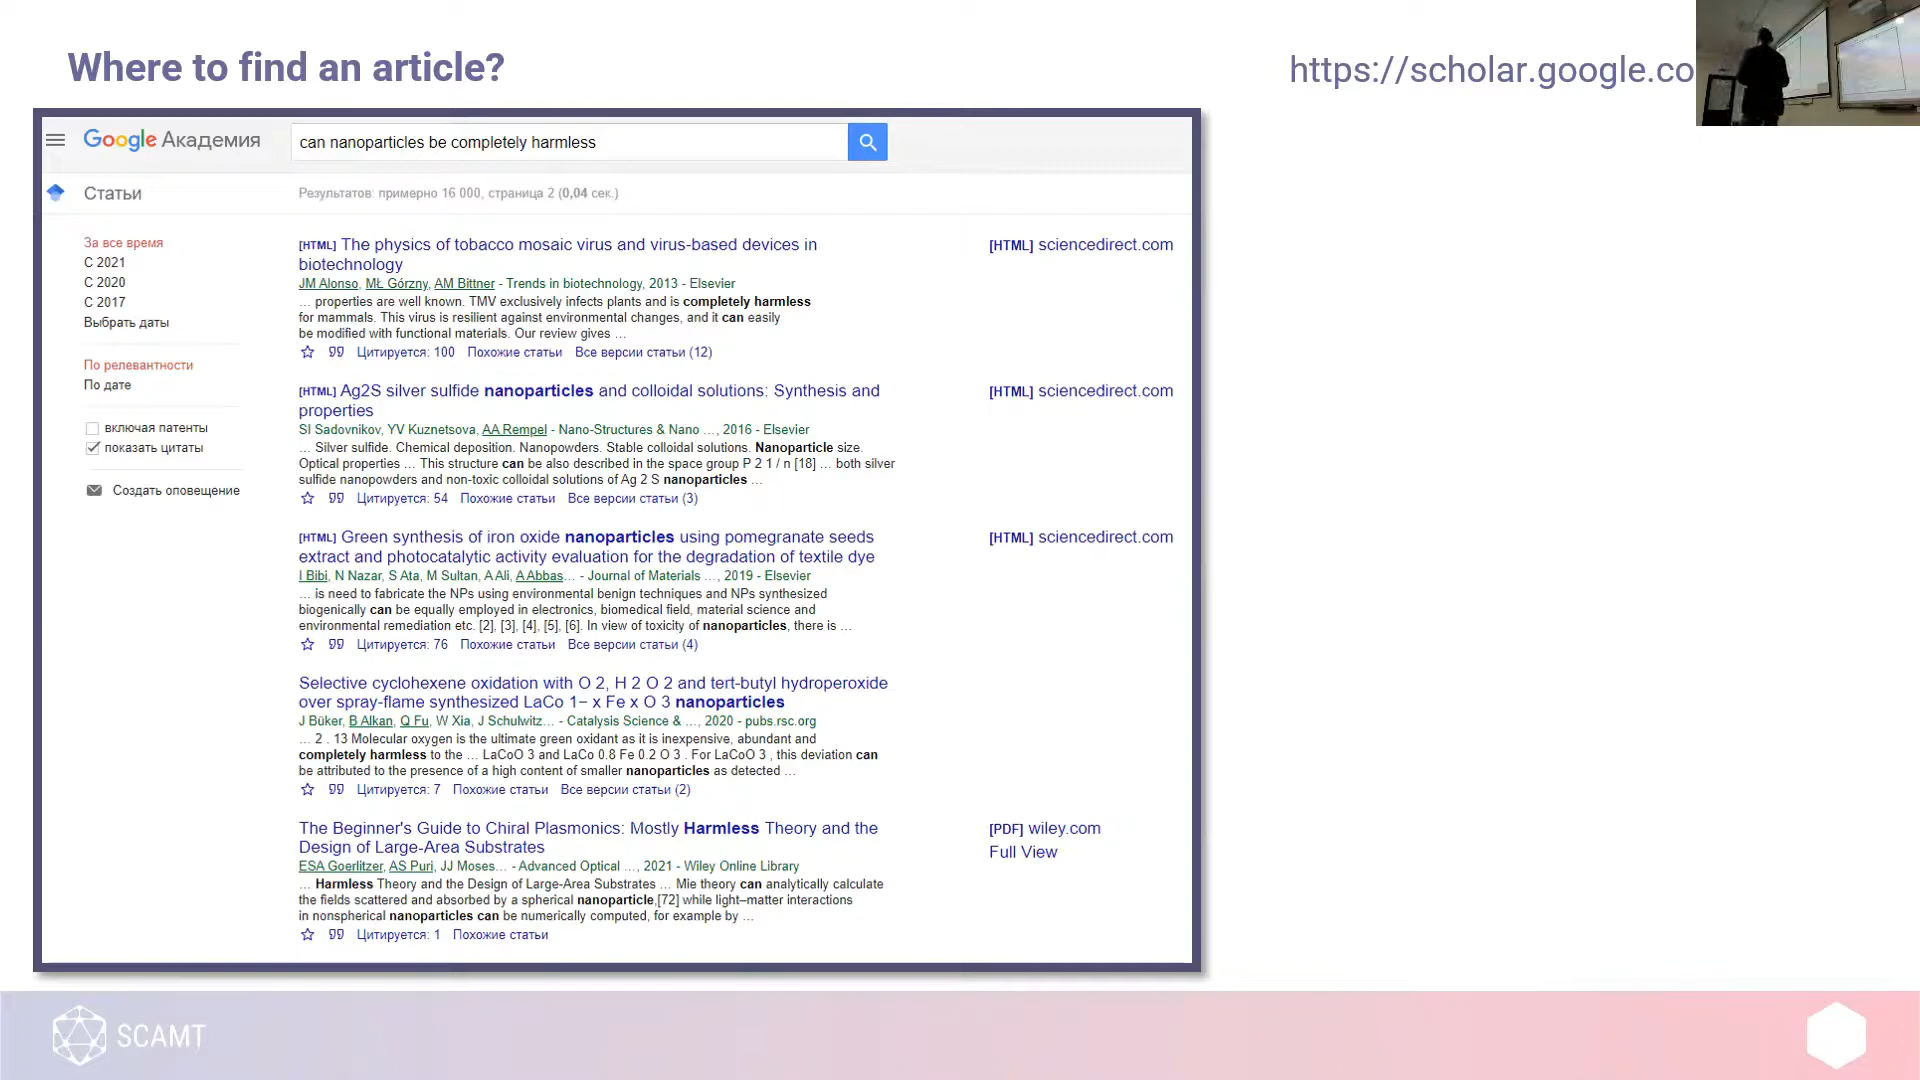 Where to find an article?
https://scholar.google.co
Google Академия
can nanoparticles be completely harmless
Статьи
Результатов: примерно 16 000, страница 2 (0,04 сек.)
За все время
С 2021
С 2020
С 2017
Выбрать даты
По релевантности
По дате
включая патенты
показать цитаты
Создать оповещение
[HTML] The physics of tobacco mosaic virus and virus-based devices in
biotechnology
JM Alonso, MŁ Górzny, AM Bittner - Trends in biotechnology, 2013 - Elsevier
... properties are well known. TMV exclusively infects plants and is completely harmless
for mammals. This virus is resilient against environmental changes, and it can easily
be modified with functional materials. Our review gives ...
Цитируется: 100 Похожие статьи Все версии статьи (12)
[HTML] sciencedirect.com
[HTML] Ag2S silver sulfide nanoparticles and colloidal solutions: Synthesis and
properties
SI Sadovnikov, YV Kuznetsova, AA Rempel - Nano-Structures & Nano ..., 2016 - Elsevier
... Silver sulfide. Chemical deposition. Nanopowders. Stable colloidal solutions. Nanoparticle size.
Optical properties ... This structure can be also described in the space group P 2 1 / n [18] ... both silver
sulfide nanopowders and non-toxic colloidal solutions of Ag 2 S nanoparticles ...
Цитируется: 54 Похожие статьи Все версии статьи (3)
[HTML] sciencedirect.com
[HTML] Green synthesis of iron oxide nanoparticles using pomegranate seeds
extract and photocatalytic activity evaluation for the degradation of textile dye
I Bibi, N Nazar, S Ata, M Sultan, A Ali, A Abbas... - Journal of Materials ..., 2019 - Elsevier
... is need to fabricate the NPs using environmental benign techniques and NPs synthesized
biogenically can be equally employed in electronics, biomedical field, material science and
environmental remediation etc. [2], [3], [4], [5], [6]. In view of toxicity of nanoparticles, there is ...
Цитируется: 76 Похожие статьи Все версии статьи (4)
[HTML] sciencedirect.com
Selective cyclohexene oxidation with O 2, H 2 O 2 and tert-butyl hydroperoxide
over spray-flame synthesized LaCo 1− x Fe x O 3 nanoparticles
J Büker, B Alkan, Q Fu, W Xia, J Schulwitz... - Catalysis Science & ..., 2020 - pubs.rsc.org
... 2 . 13 Molecular oxygen is the ultimate green oxidant as it is inexpensive, abundant and
completely harmless to the ... LaCoO 3 and LaCo 0.8 Fe 0.2 O 3 . For LaCoO 3 , this deviation can
be attributed to the presence of a high content of smaller nanoparticles as detected ...
Цитируется: 7 Похожие статьи Все версии статьи (2)
The Beginner's Guide to Chiral Plasmonics: Mostly Harmless Theory and the
Design of Large-Area Substrates
ESA Goerlitzer, AS Puri, JJ Moses... - Advanced Optical ..., 2021 - Wiley Online Library
... Harmless Theory and the Design of Large-Area Substrates ... Mie theory can analytically calculate
the fields scattered and absorbed by a spherical nanoparticle,[72] while light–matter interactions
in nonspherical nanoparticles can be numerically computed, for example by ...
Цитируется: 1 Похожие статьи
[PDF] wiley.com
Full View
SCAMT